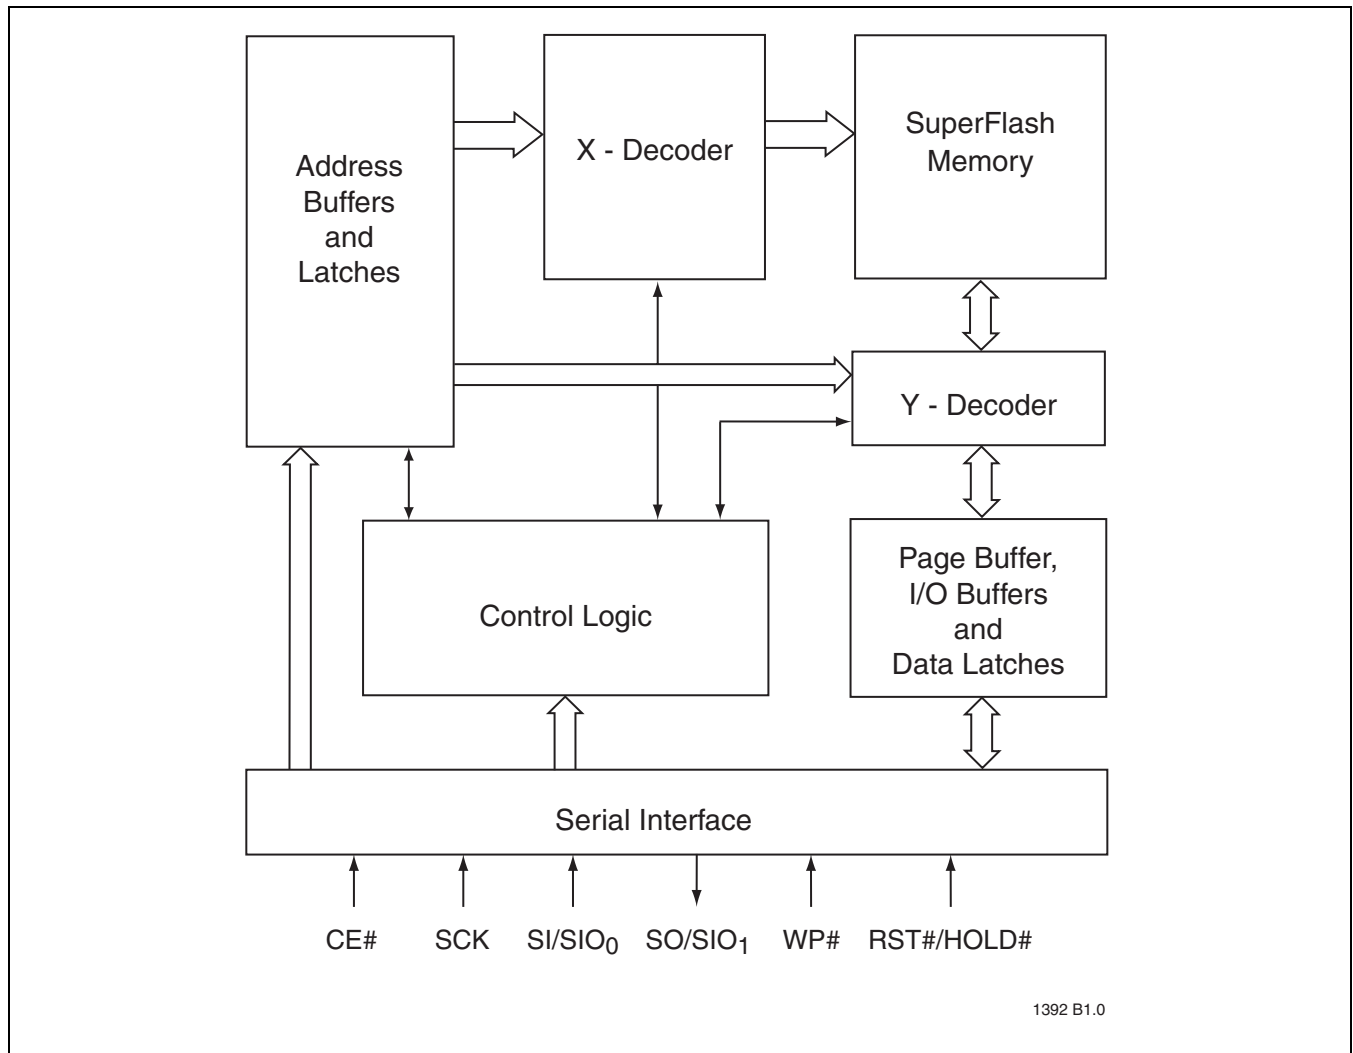 Address
Buffers
and
Latches
X - Decoder
SuperFlash
Memory
Y - Decoder
Control Logic
Page Buffer,
I/O Buffers
and
Data Latches
Serial Interface
CE# SCK SI/SIO0 SO/SIO1 WP# RST#/HOLD#
1392 B1.0